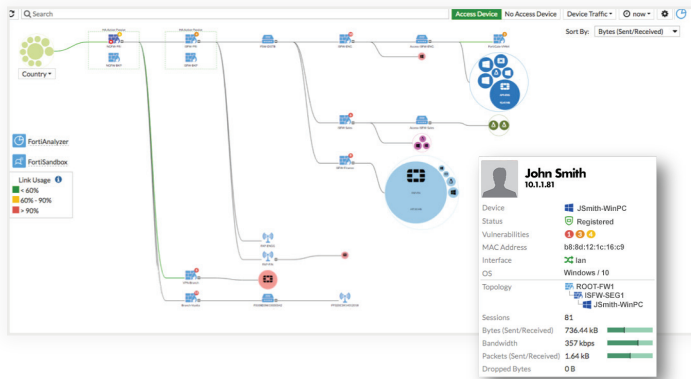 Search
Access Device
No Access Device
Device Traffic
now
Sort By:
Bytes (Sent/Received)
Country
FortiAnalyzer
FortiSandbox
Link Usage
< 60%
60% - 90%
> 90%
John Smith
10.1.1.81
Device JSmith-WinPC
Status Registered
Vulnerabilities 1 3 4
MAC Address b8:8d:12:1c:16:c9
Interface lan
OS Windows / 10
Topology ROOT-FW1
ISFW-SEG1
JSmith-WinPC
Sessions 81
Bytes (Sent/Received) 736.44 kB
Bandwidth 357 kbps
Packets (Sent/Received) 1.64 kB
Dropped Bytes 0 B